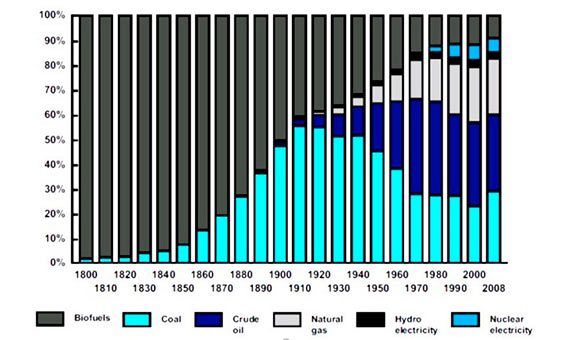 100%
90%
80%
70%
60%
50%
40%
30%
20%
10%
0%
1800 1820 1840 1860 1880 1900 1920 1940 1960 1980 2000
1810 1830 1850 1870 1890 1910 1930 1950 1970 1990 2008
Biofuels Coal Crude Natural Hydro Nuclear
oil gas electricity electricity